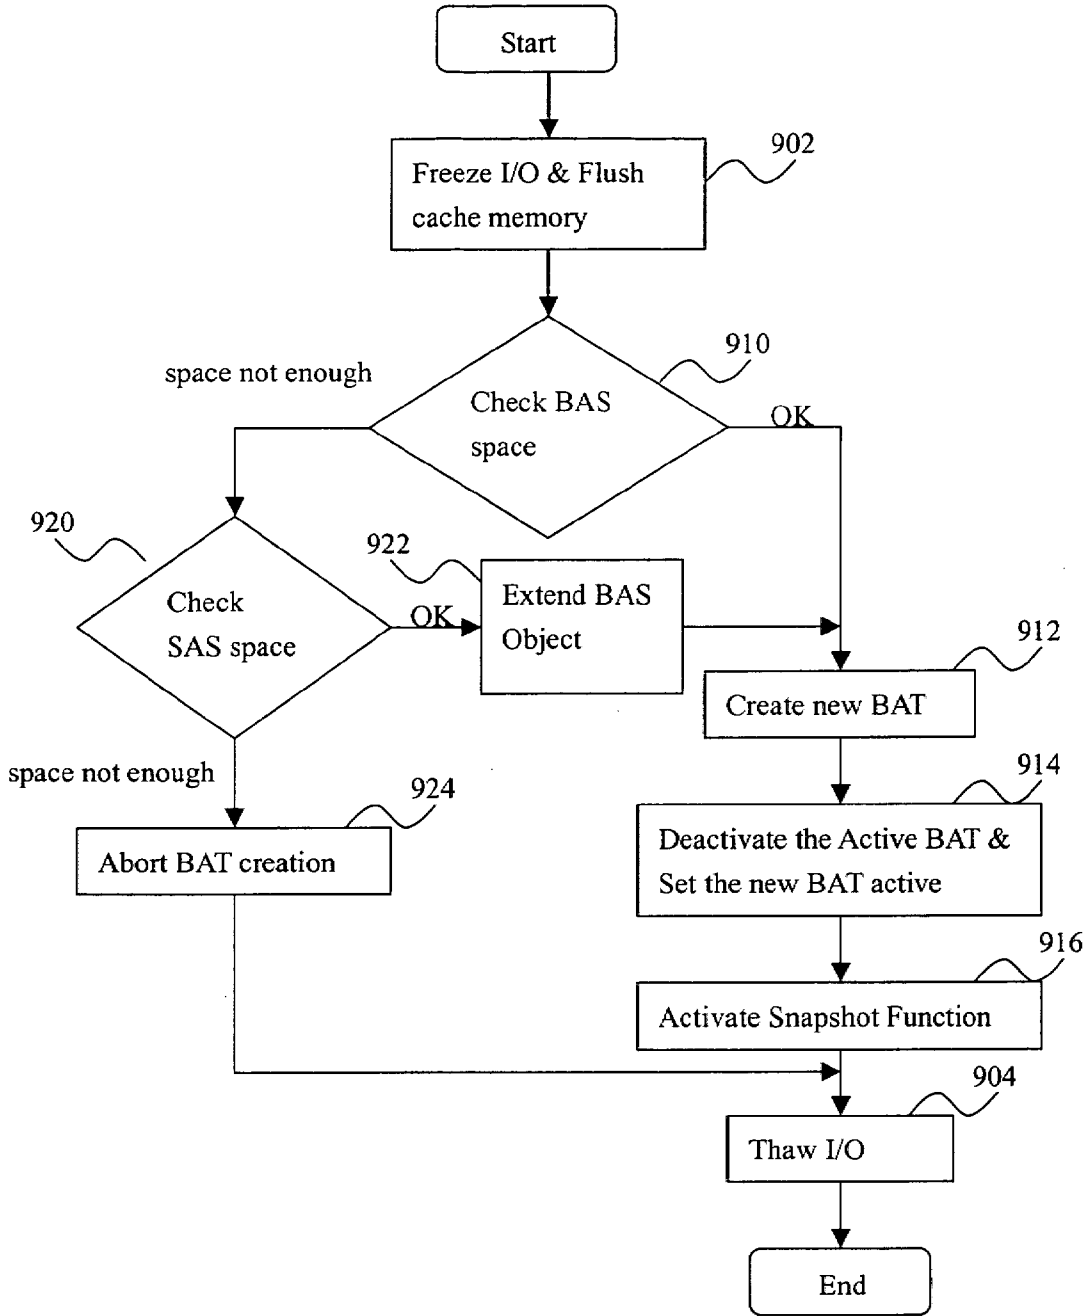 Start
902
Freeze I/O & Flush
cache memory
910
space not enough
Check BAS
space
OK
920
922
Check
SAS space
OK
Extend BAS
Object
912
Create new BAT
space not enough
914
924
Abort BAT creation
Deactivate the Active BAT &
Set the new BAT active
916
Activate Snapshot Function
904
Thaw I/O
End